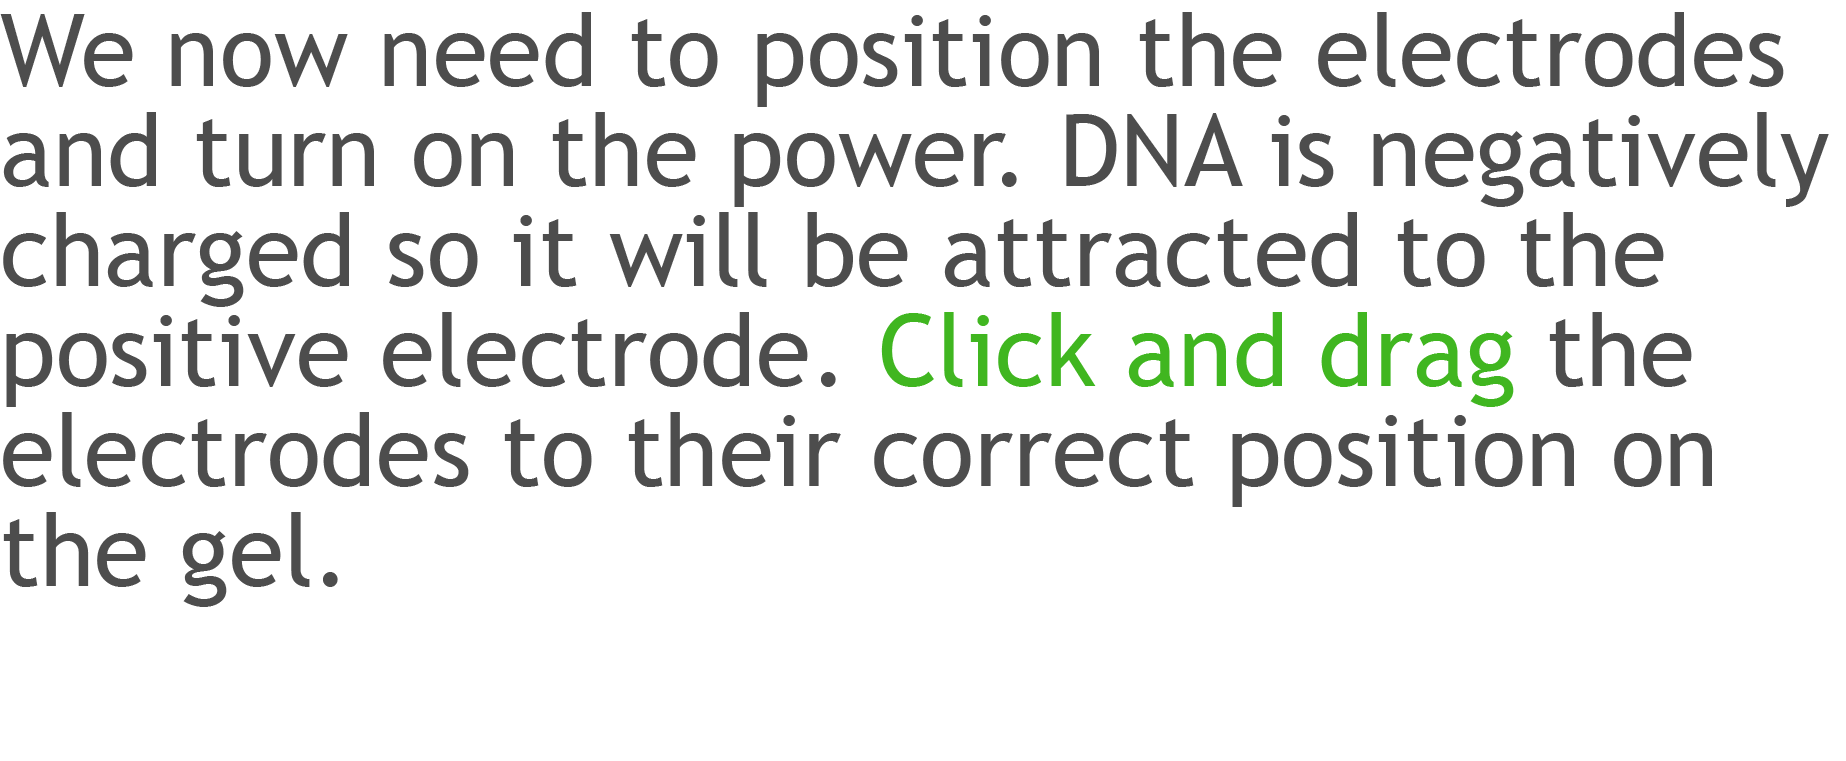 We now need to position the electrodes
and turn on the power. DNA is negatively
charged so it will be attracted to the
positive electrode. Click and drag the
electrodes to their correct position on
the gel.